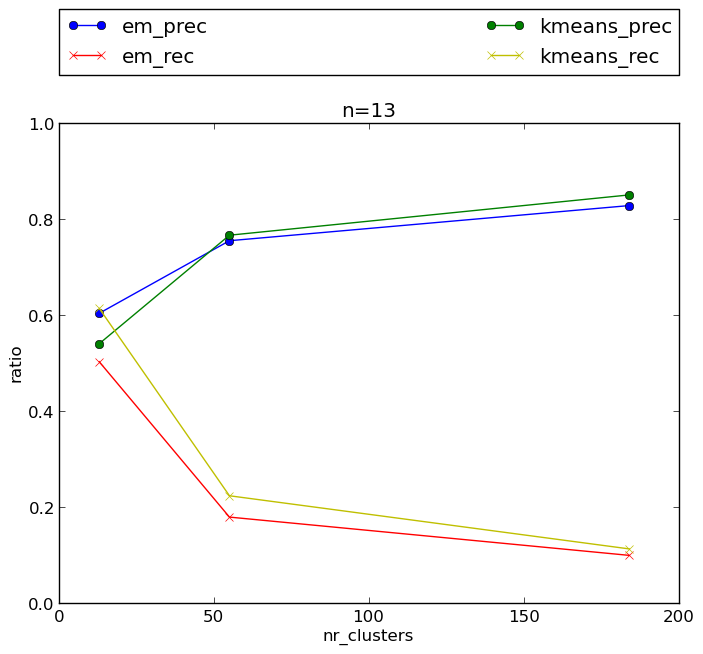 em_prec kmeans_prec
em_rec kmeans_rec
n=13
1.0
0.8
0.6
0.4
0.2
0.0
ratio
0 50 100 150 200
nr_clusters